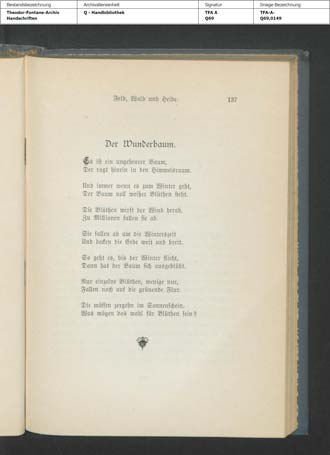 Bestandsbezeichnung Archivalieneinheit Signatur Image-Bezeichnung
Theodor-Fontane-Archiv Q - Handbibliothek TFA A TFA-A-
Handschriften Q69 Q69,0149
Feld, Wald und Heide. 137
Der Wunderbaum.
Es ist ein ungeheurer Baum,
Der ragt hinein in den Himmelsraum.
Und immer wenn es zum Winter geht,
Der Baum voll weißer Blüthen steht.
Die Blüthen wirft der Wind herab,
Zu Millionen fallen sie ab.
Sie fallen ab um die Winterszeit
Und decken die Erde weit und breit.
So geht es, bis der Winter flieht,
Dann hat der Baum sich ausgeblüht.
Nur einzelne Blüthen, wenige nur,
Fallen noch auf die grünende Flur.
Die müssen zergehn im Sonnenschein.
Was mögen das wohl für Blüthen sein?